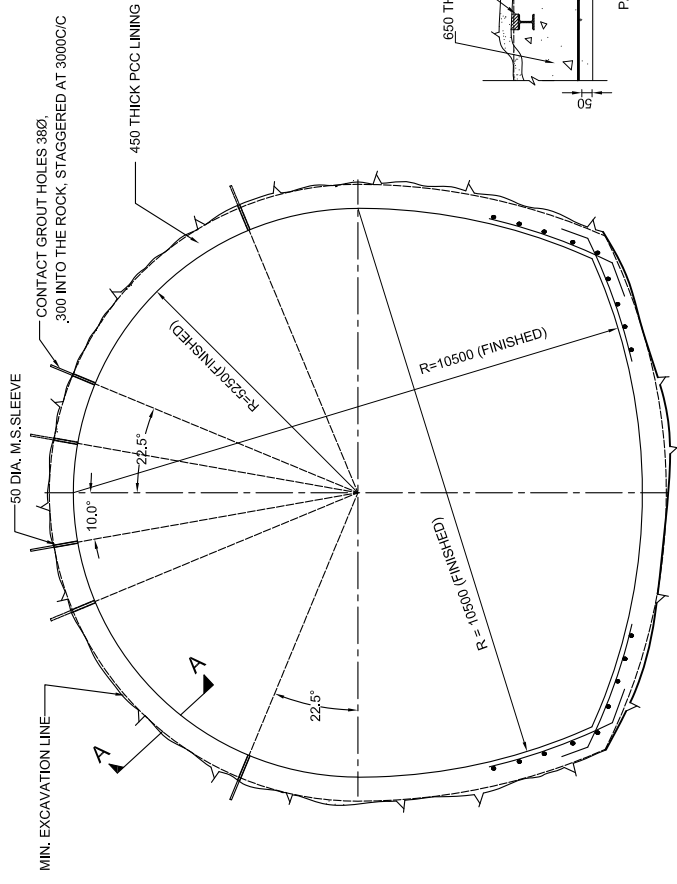 CONTACT GROUT HOLES 38Ø,
300 INTO THE ROCK, STAGGERED AT 3000C/C
450 THICK PCC LINING
50 DIA. M.S.SLEEVE
MIN. EXCAVATION LINE
22.5°
10.0°
R=5250(FINISHED)
R=10500 (FINISHED)
R = 10500 (FINISHED)
22.5°
A
A
650 TH
50
P